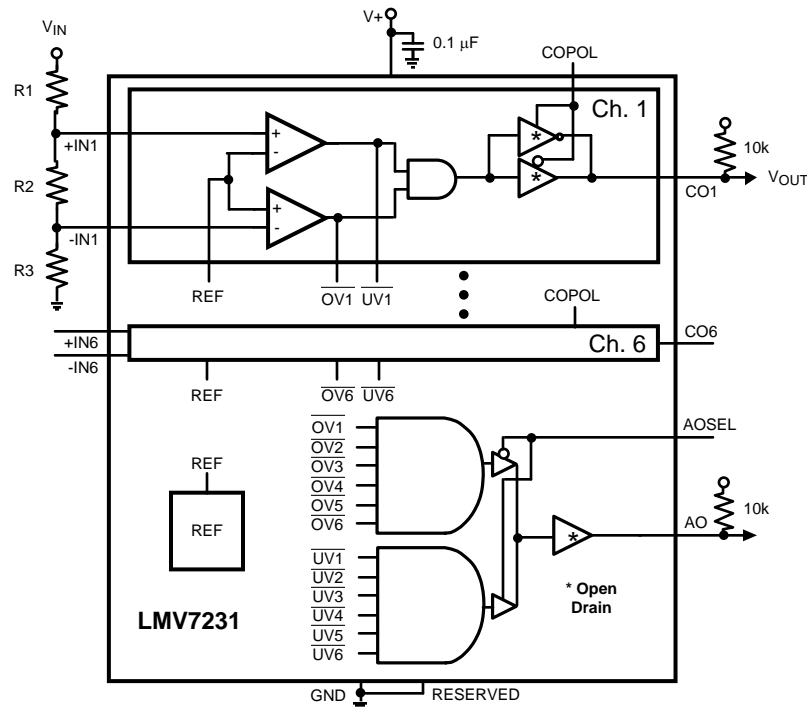 V+
VIN
0.1 µF
COPOL
R1
Ch. 1
+
-
*
+IN1
10k
R2
REF
+
-
*
VOUT
CO1
-IN1
R3
REF
OV1
UV1
COPOL
+IN6
Ch. 6
CO6
-IN6
REF
OV6
UV6
OV1
AOSEL
OV2
REF
OV3
OV4
OV5
OV6
10k
AO
REF
UV1
UV2
UV3
UV4
UV5
UV6
*
* Open
Drain
LMV7231
GND
RESERVED